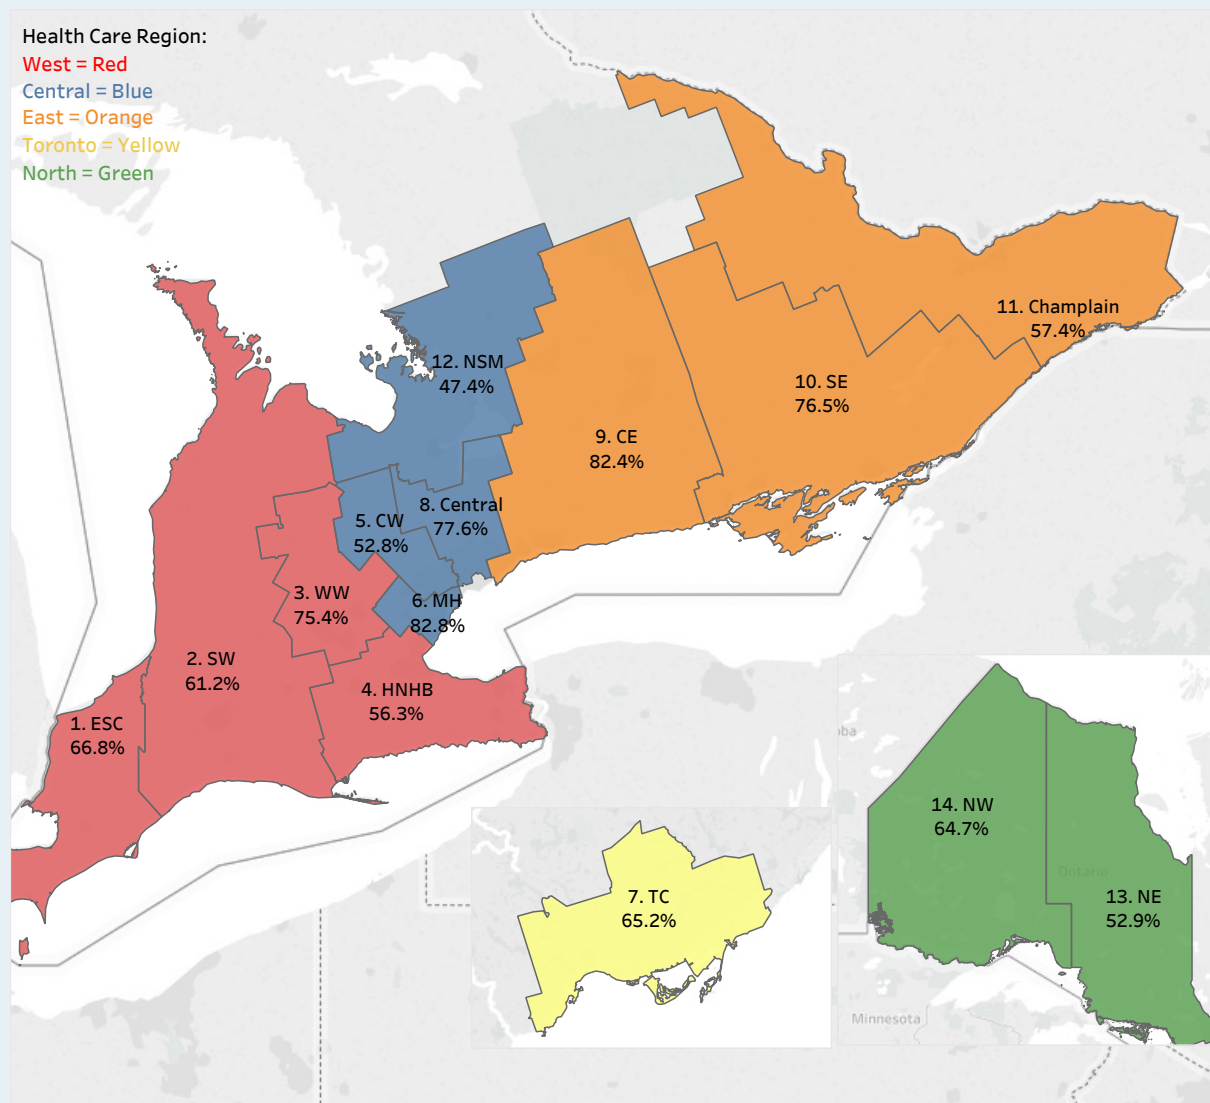 Health Care Region:
West = Red
Central = Blue
East = Orange
Toronto = Yellow
North = Green
11. Champlain
57.4%
12. NSM
47.4%
10. SE
76.5%
9. CE
82.4%
8. Central
77.6%
5. CW
52.8%
3. WW
75.4%
6. MH
82.8%
2. SW
61.2%
4. HNHB
56.3%
1. ESC
66.8%
14. NW
64.7%
Ontario
13. NE
52.9%
7. TC
65.2%
Minnesota